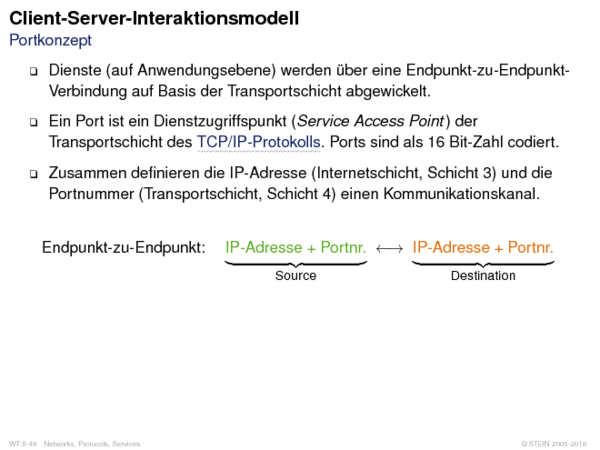 Client-Server-Interaktionsmodell
Portkonzept
❑ Dienste (auf Anwendungsebene) werden über eine Endpunkt-zu-Endpunkt-
Verbindung auf Basis der Transportschicht abgewickelt.
❑ Ein Port ist ein Dienstzugriffspunkt (Service Access Point) der
Transportschicht des TCP/IP-Protokolls. Ports sind als 16 Bit-Zahl codiert.
❑ Zusammen definieren die IP-Adresse (Internetschicht, Schicht 3) und die
Portnummer (Transportschicht, Schicht 4) einen Kommunikationskanal.
Endpunkt-zu-Endpunkt: IP-Adresse + Portnr. ⟷ IP-Adresse + Portnr.
Source Destination
WT:II-49 Networks, Protocols, Services © STEIN 2005-2018